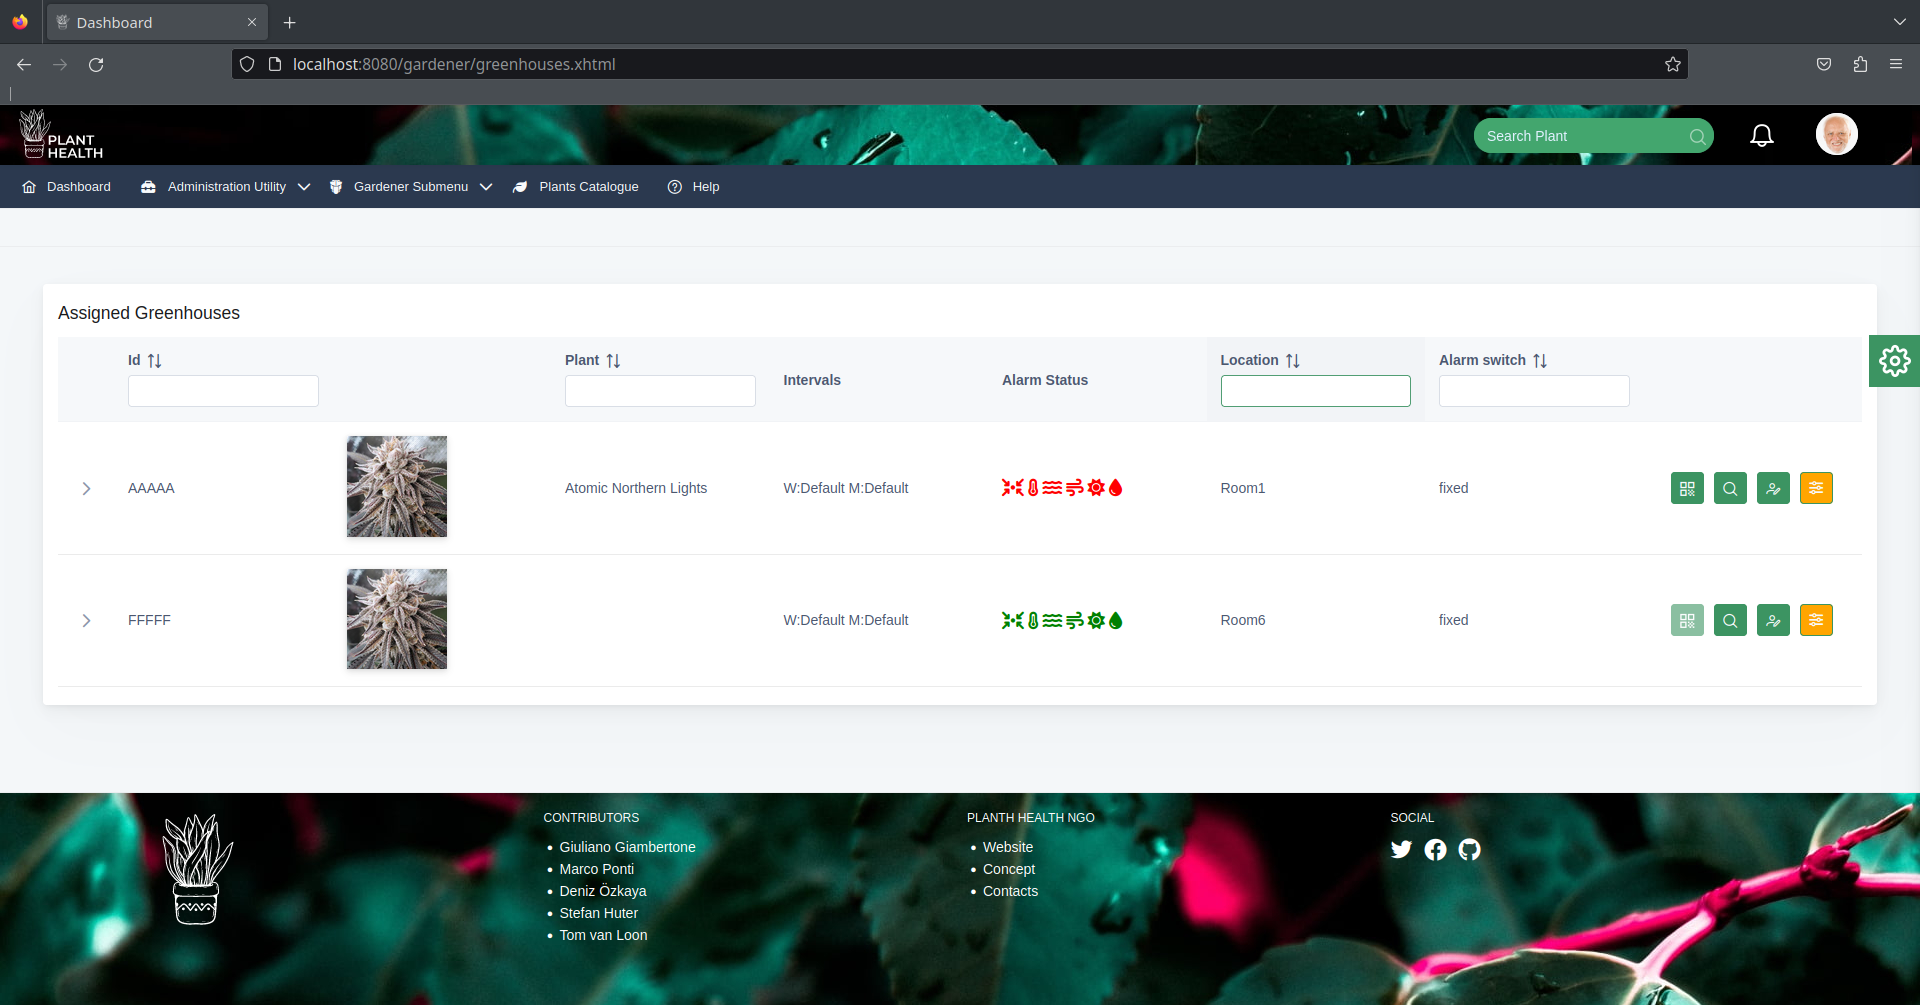 Dashboard
localhost:8080/gardener/greenhouses.xhtml
PLANT
HEALTH
Search Plant
Dashboard
Administration Utility
Gardener Submenu
Plants Catalogue
Help
Assigned Greenhouses
Id
Plant
Intervals
Alarm Status
Location
Alarm switch
AAAAA
Atomic Northern Lights
W:Default M:Default
Room1
fixed
FFFFF
W:Default M:Default
Room6
fixed
CONTRIBUTORS
Giuliano Giambertone
Marco Ponti
Deniz Özkaya
Stefan Huter
Tom van Loon
PLANTH HEALTH NGO
Website
Concept
Contacts
SOCIAL